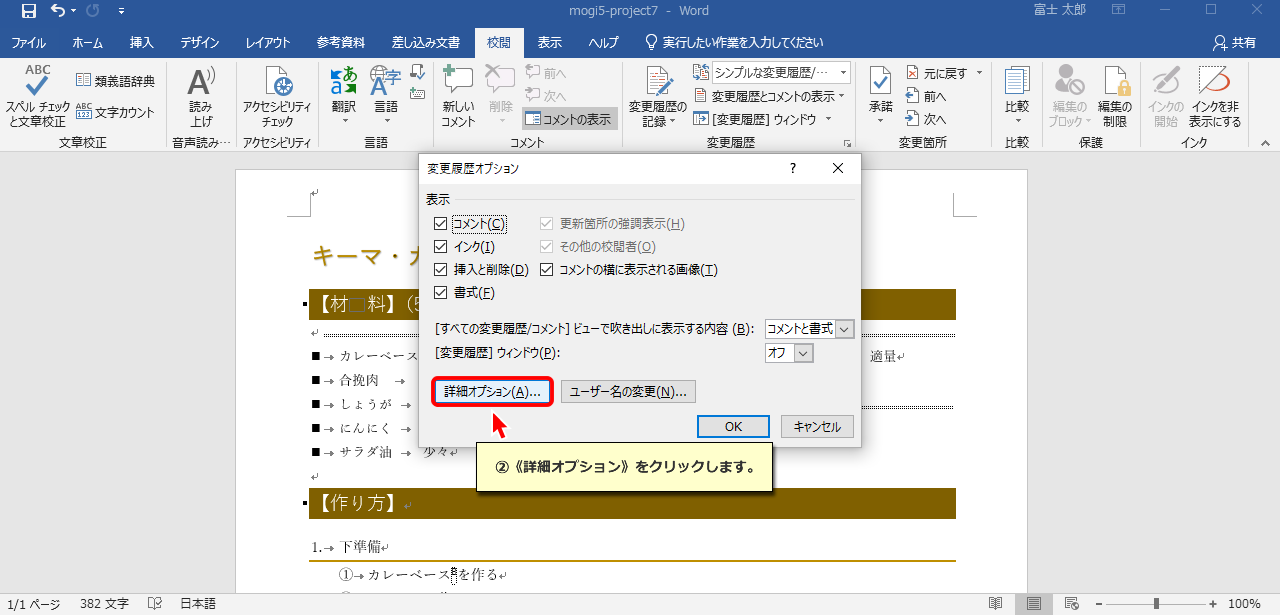 mogi5-project7 - Word
富士 太郎
ファイル ホーム 挿入 デザイン レイアウト 参考資料 差し込み文書 校閲 表示 ヘルプ 実行したい作業を入力してください 共有
ABC
スペル チェック
と文章校正
類義語辞典
ABC
123
文字カウント
文章校正
読み
上げ
音声読み…
アクセシビリティ
チェック
アクセシビリティ
あ
翻訳
字
A
言語
言語
新しい
コメント
削除
前へ
次へ
コメントの表示
コメント
変更履歴の
記録
シンプルな変更履歴/…
変更履歴とコメントの表示
[変更履歴] ウィンドウ
変更履歴
承諾
元に戻す
前へ
次へ
変更箇所
比較
比較
編集の
ブロック
編集の
制限
保護
インクの
開始
インクを非
表示にする
インク
変更履歴オプション ?
表示
コメント(C) 更新箇所の強調表示(H)
インク(I) その他の校閲者(O)
挿入と削除(D) コメントの横に表示される画像(T)
書式(F)
[すべての変更履歴/コメント] ビューで吹き出しに表示する内容 (B): コメントと書式
[変更履歴] ウィンドウ(P): オフ
詳細オプション(A)... ユーザー名の変更(N)...
OK キャンセル
②《詳細オプション》をクリックします。
キーマ・カ
【材□料】(5
■→カレーベース 適量
■→合挽肉 →
■→しょうが →
■→にんにく →
■→サラダ油 → 少々
【作り方】
1.→下準備
①→カレーベースを作る
1/1 ページ 382 文字 日本語 100%